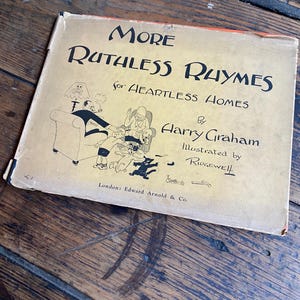 MORE
RUTHLESS RHYMES
for HEARTLESS HOMES
By
Harry Graham
Illustrated by
RIDGEWELL
London: Edward Arnold & Co.